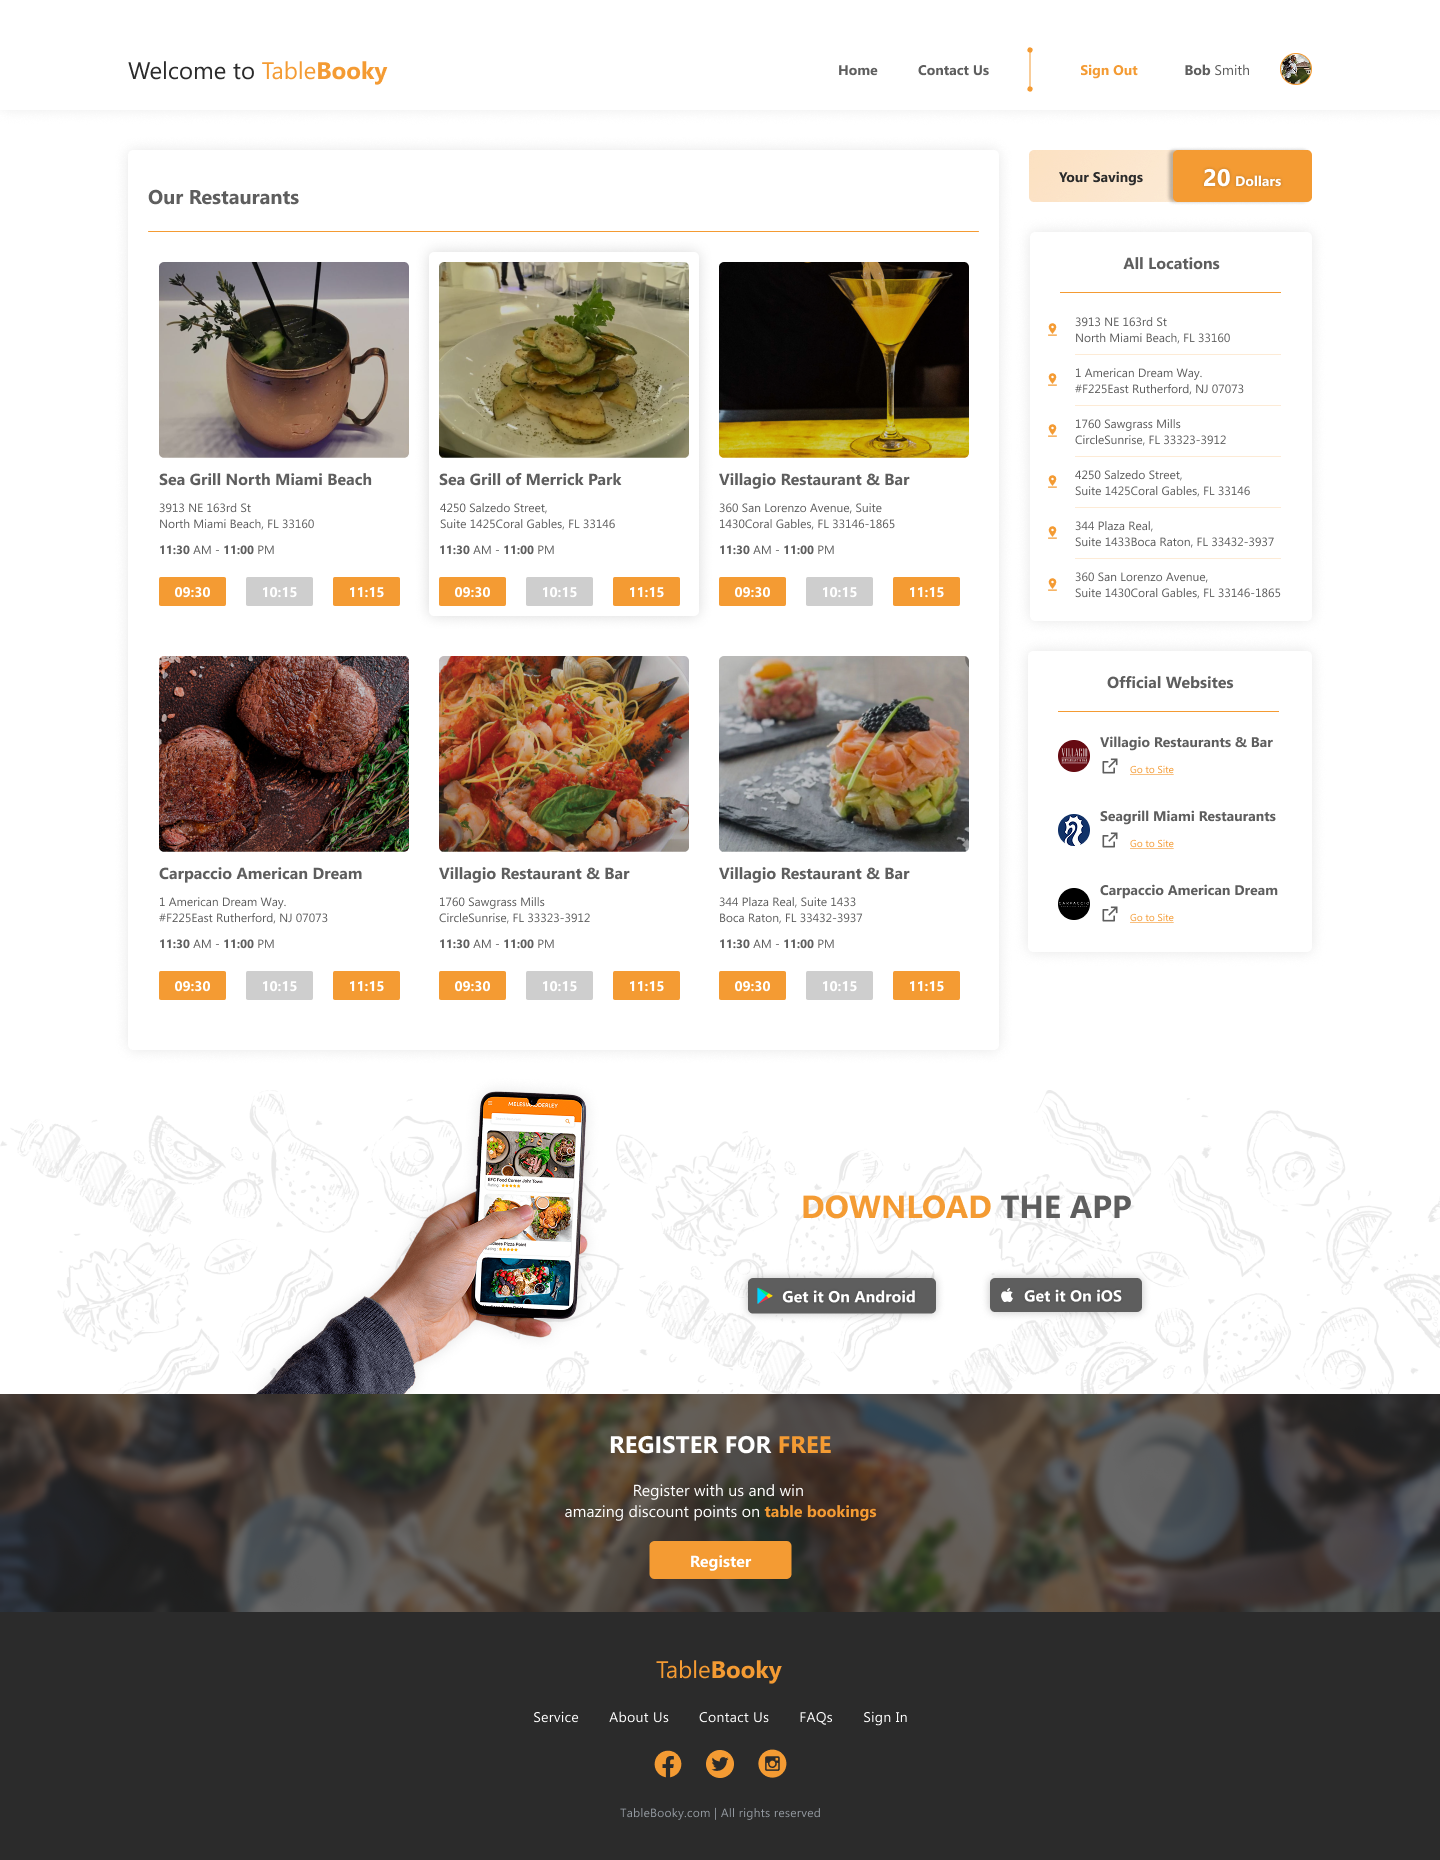 Welcome to TableBooky
Home
Contact Us
Sign Out
Bob Smith
Our Restaurants
Sea Grill North Miami Beach
3913 NE 163rd St
North Miami Beach, FL 33160
11:30 AM - 11:00 PM
09:30
10:15
11:15
Sea Grill of Merrick Park
4250 Salzedo Street,
Suite 1425Coral Gables, FL 33146
11:30 AM - 11:00 PM
09:30
10:15
11:15
Villagio Restaurant & Bar
360 San Lorenzo Avenue, Suite
1430Coral Gables, FL 33146-1865
11:30 AM - 11:00 PM
09:30
10:15
11:15
Carpaccio American Dream
1 American Dream Way.
#F225East Rutherford, NJ 07073
11:30 AM - 11:00 PM
09:30
10:15
11:15
Villagio Restaurant & Bar
1760 Sawgrass Mills
CircleSunrise, FL 33323-3912
11:30 AM - 11:00 PM
09:30
10:15
11:15
Villagio Restaurant & Bar
344 Plaza Real, Suite 1433
Boca Raton, FL 33432-3937
11:30 AM - 11:00 PM
09:30
10:15
11:15
Your Savings
20 Dollars
All Locations
3913 NE 163rd St
North Miami Beach, FL 33160
1 American Dream Way.
#F225East Rutherford, NJ 07073
1760 Sawgrass Mills
CircleSunrise, FL 33323-3912
4250 Salzedo Street,
Suite 1425Coral Gables, FL 33146
344 Plaza Real,
Suite 1433Boca Raton, FL 33432-3937
360 San Lorenzo Avenue,
Suite 1430Coral Gables, FL 33146-1865
Official Websites
VILLAGIO
Villagio Restaurants & Bar
Go to Site
Seagrill Miami Restaurants
Go to Site
CARPACCIO
Carpaccio American Dream
Go to Site
DOWNLOAD THE APP
Get it On Android
Get it On iOS
REGISTER FOR FREE
Register with us and win
amazing discount points on table bookings
Register
TableBooky
Service
About Us
Contact Us
FAQs
Sign In
TableBooky.com | All rights reserved